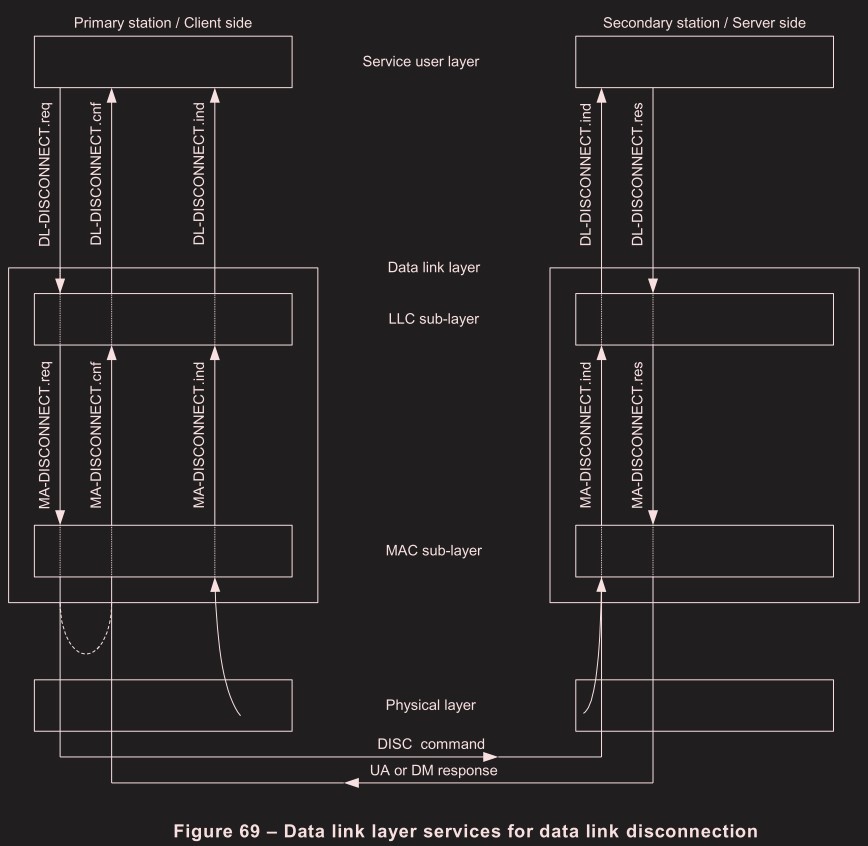 Primary station / Client side
Secondary station / Server side
Service user layer
DL-DISCONNECT.req
DL-DISCONNECT.cnf
DL-DISCONNECT.ind
DL-DISCONNECT.ind
DL-DISCONNECT.res
Data link layer
LLC sub-layer
MA-DISCONNECT.req
MA-DISCONNECT.cnf
MA-DISCONNECT.ind
MA-DISCONNECT.ind
MA-DISCONNECT.res
MAC sub-layer
Physical layer
DISC command
UA or DM response
Figure 69 – Data link layer services for data link disconnection